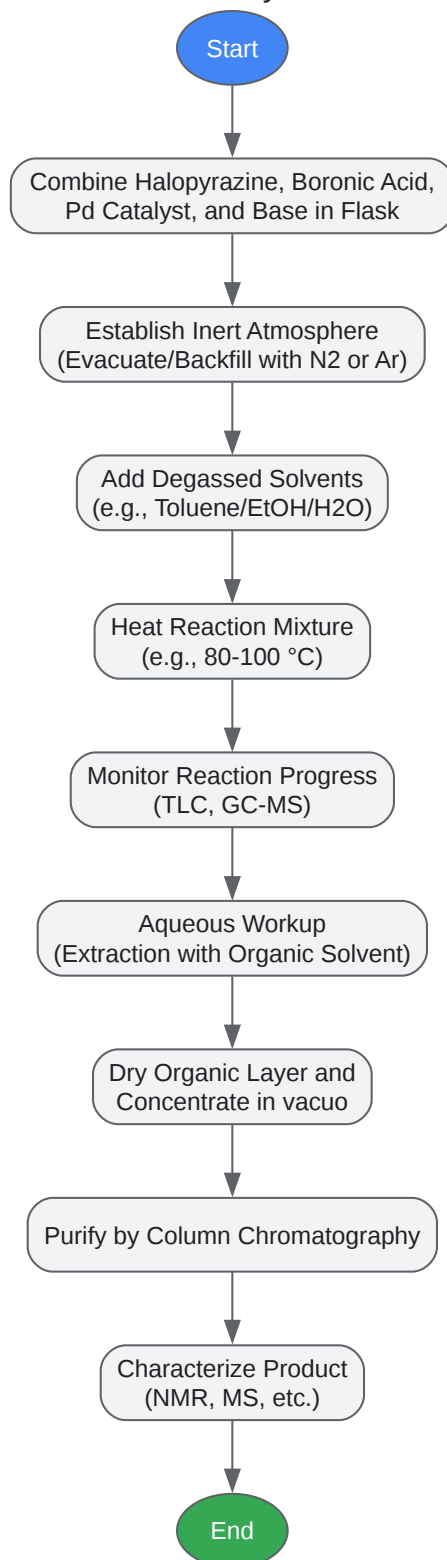 Start
Combine Halopyrazine, Boronic Acid,
Pd Catalyst, and Base in Flask
Establish Inert Atmosphere
(Evacuate/Backfill with N2 or Ar)
Add Degassed Solvents
(e.g., Toluene/EtOH/H2O)
Heat Reaction Mixture
(e.g., 80-100 °C)
Monitor Reaction Progress
(TLC, GC-MS)
Aqueous Workup
(Extraction with Organic Solvent)
Dry Organic Layer and
Concentrate in vacuo
Purify by Column Chromatography
Characterize Product
(NMR, MS, etc.)
End